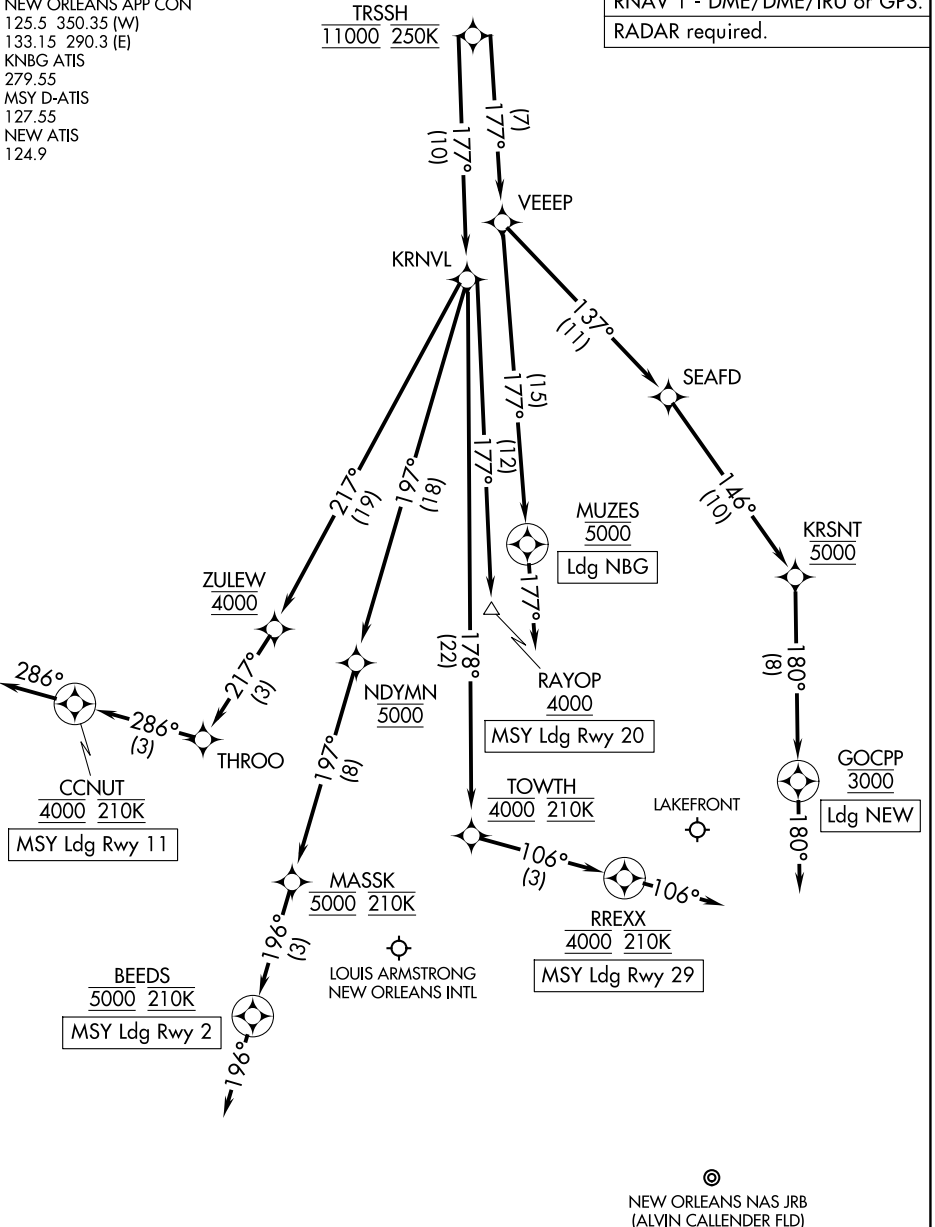 NEW ORLEANS APP CON
125.5 350.35 (W)
133.15 290.3 (E)
KNBG ATIS
279.55
MSY D-ATIS
127.55
NEW ATIS
124.9
TRSSH
11000 250K
RNAV 1 - DME/DME/IRU or GPS.
RADAR required.
177°
(10)
177°
(7)
VEEEP
KRNVL
137°
(11)
SEAFD
177°
(15)
177°
(12)
217°
(19)
197°
(18)
146°
(10)
MUZES
5000
Ldg NBG
KRSNT
5000
ZULEW
4000
177°
178°
(22)
180°
(8)
217°
(3)
NDYMN
5000
RAYOP
4000
MSY Ldg Rwy 20
286°
286°
(3)
THROO
197°
(8)
CCNUT
4000 210K
MSY Ldg Rwy 11
TOWTH
4000 210K
LAKEFRONT
GOCPP
3000
Ldg NEW
180°
106°
(3)
106°
MASSK
5000 210K
RREXX
4000 210K
MSY Ldg Rwy 29
196°
(3)
LOUIS ARMSTRONG
NEW ORLEANS INTL
BEEDS
5000 210K
MSY Ldg Rwy 2
196°
NEW ORLEANS NAS JRB
(ALVIN CALLENDER FLD)